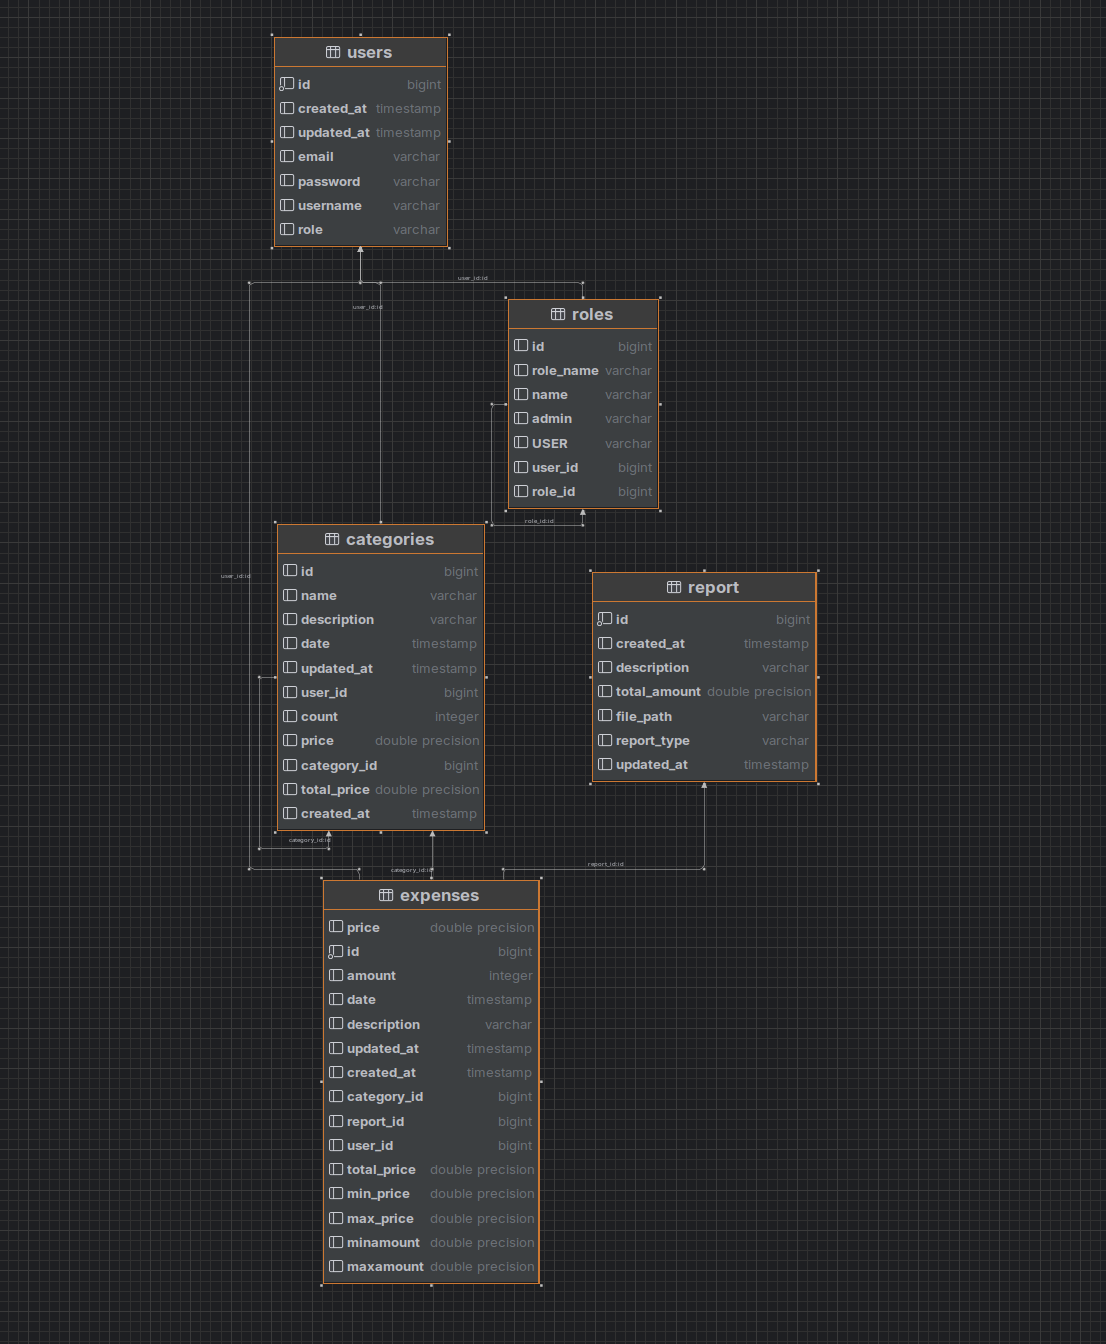 users
id bigint
created_at timestamp
updated_at timestamp
email varchar
password varchar
username varchar
role varchar
user_id:id
user_id:id
roles
id bigint
role_name varchar
name varchar
admin varchar
USER varchar
user_id bigint
role_id bigint
role_id:id
categories
id bigint
name varchar
description varchar
date timestamp
updated_at timestamp
user_id bigint
count integer
price double precision
category_id bigint
total_price double precision
created_at timestamp
user_id:id
report
id bigint
created_at timestamp
description varchar
total_amount double precision
file_path varchar
report_type varchar
updated_at timestamp
category_id:id
category_id:id
report_id:id
expenses
price double precision
id bigint
amount integer
date timestamp
description varchar
updated_at timestamp
created_at timestamp
category_id bigint
report_id bigint
user_id bigint
total_price double precision
min_price double precision
max_price double precision
minamount double precision
maxamount double precision